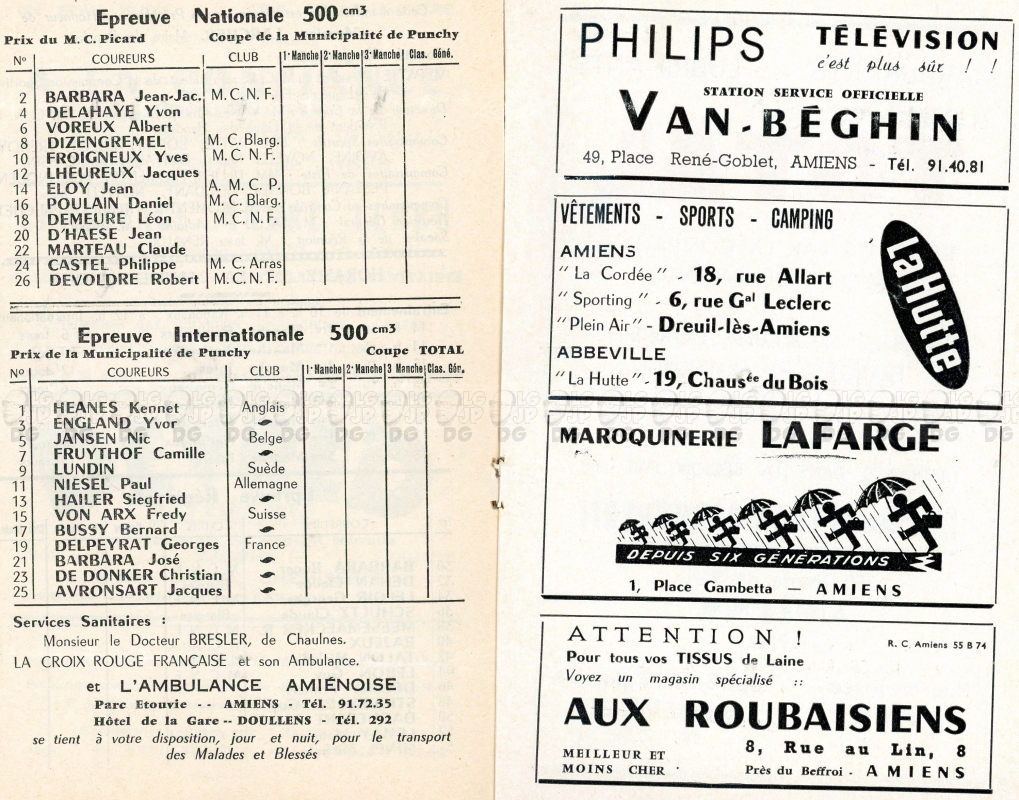 Epreuve Nationale 500 cm3
Prix du M. C. Picard Coupe de la Municipalité de Punchy
No COUREURS CLUB 1e Manche 2e Manche 3e Manche Clas. Géné.
2 BARBARA Jean-Jac. M. C. N. F.
4 DELAHAYE Yvon
6 VOREUX Albert
8 DIZENGREMEL M. C. Blarg.
10 FROIGNEUX Yves M. C. N. F.
12 LHEUREUX Jacques
14 ELOY Jean A. M. C. P.
16 POULAIN Daniel M. C. Blarg.
18 DEMEURE Léon M. C. N. F.
20 D'HAESE Jean
22 MARTEAU Claude
24 CASTEL Philippe M. C. Arras
26 DEVOLDRE Robert M. C. N. F.
Epreuve Internationale 500 cm3
Prix de la Municipalité de Punchy Coupe TOTAL
No COUREURS CLUB 1e Manche 2e Manche 3 Manche Clas. Gér.
1 HEANES Kennet Anglais
3 ENGLAND Yvor
5 JANSEN Nic Belge
7 FRUYTHOF Camille
9 LUNDIN Suède
11 NIESEL Paul Allemagne
13 HAILER Siegfried
15 VON ARX Fredy Suisse
17 BUSSY Bernard
19 DELPEYRAT Georges France
21 BARBARA José
23 DE DONKER Christian
25 AVRONSART Jacques
Services Sanitaires :
Monsieur le Docteur BRESLER, de Chaulnes.
LA CROIX ROUGE FRANÇAISE et son Ambulance.
et L'AMBULANCE AMIÉNOISE
Parc Etouvie -- AMIENS - Tél. 91.72.35
Hôtel de la Gare -- DOULLENS - Tél. 292
se tient à votre disposition, jour et nuit, pour le transport
des Malades et Blessés
PHILIPS TÉLÉVISION
c'est plus sûr ! !
STATION SERVICE OFFICIELLE
VAN-BÉGHIN
49, Place René-Goblet, AMIENS - Tél. 91.40.81
VÊTEMENTS - SPORTS - CAMPING
AMIENS
"La Cordée" - 18, rue Allart
"Sporting" - 6, rue Gal Leclerc
"Plein Air" - Dreuil-lès-Amiens
ABBEVILLE
"La Hutte" - 19, Chausée du Bois
La Hutte
MAROQUINERIE LAFARGE
DEPUIS SIX GÉNÉRATIONS
1, Place Gambetta — AMIENS
ATTENTION ! R. C. Amiens 55 B 74
Pour tous vos TISSUS de Laine
Voyez un magasin spécialisé ::
AUX ROUBAISIENS
MEILLEUR ET 8, Rue au Lin, 8
MOINS CHER Près du Beffroi - AMIENS